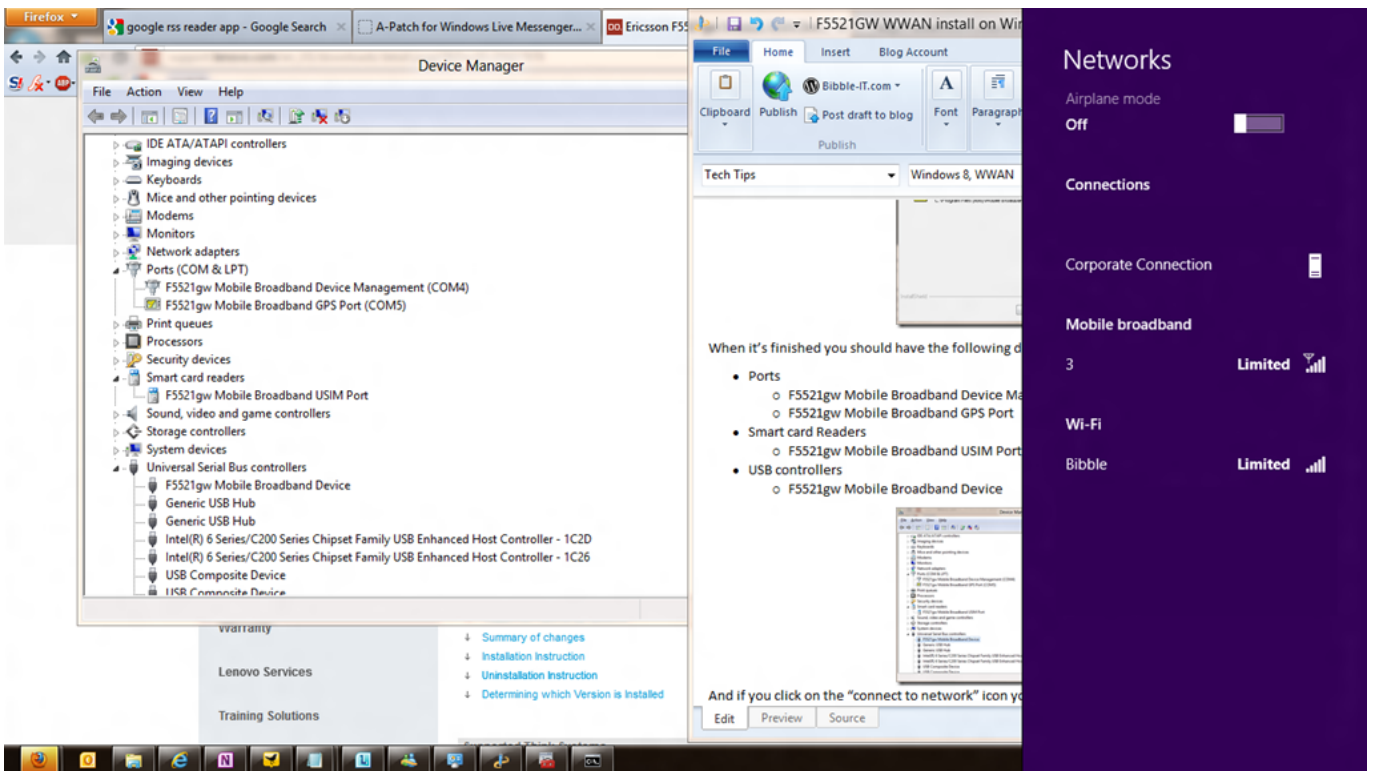 Firefox
google rss reader app - Google Search
A-Patch for Windows Live Messenger...
DO. Ericsson F55
Device Manager
File Action View Help
IDE ATA/ATAPI controllers
Imaging devices
Keyboards
Mice and other pointing devices
Modems
Monitors
Network adapters
Ports (COM & LPT)
F5521gw Mobile Broadband Device Management (COM4)
F5521gw Mobile Broadband GPS Port (COM5)
Print queues
Processors
Security devices
Smart card readers
F5521gw Mobile Broadband USIM Port
Sound, video and game controllers
Storage controllers
System devices
Universal Serial Bus controllers
F5521gw Mobile Broadband Device
Generic USB Hub
Generic USB Hub
Intel(R) 6 Series/C200 Series Chipset Family USB Enhanced Host Controller - 1C2D
Intel(R) 6 Series/C200 Series Chipset Family USB Enhanced Host Controller - 1C26
USB Composite Device
USB Composite Device
Warranty
Lenovo Services
Training Solutions
Summary of changes
Installation Instruction
Uninstallation Instruction
Determining which Version is Installed
F5521GW WWAN install on Win
File Home Insert Blog Account
Bibble-IT.com
Clipboard Publish Post draft to blog Font Paragraph
Publish
Tech Tips
Windows 8, WWAN
When it's finished you should have the following d
• Ports
o F5521gw Mobile Broadband Device Ma
o F5521gw Mobile Broadband GPS Port
• Smart card Readers
o F5521gw Mobile Broadband USIM Port
• USB controllers
o F5521gw Mobile Broadband Device
And if you click on the “connect to network” icon yo
Edit Preview Source
Networks
Airplane mode
Off
Connections
Corporate Connection
Mobile broadband
3 Limited
Wi-Fi
Bibble Limited